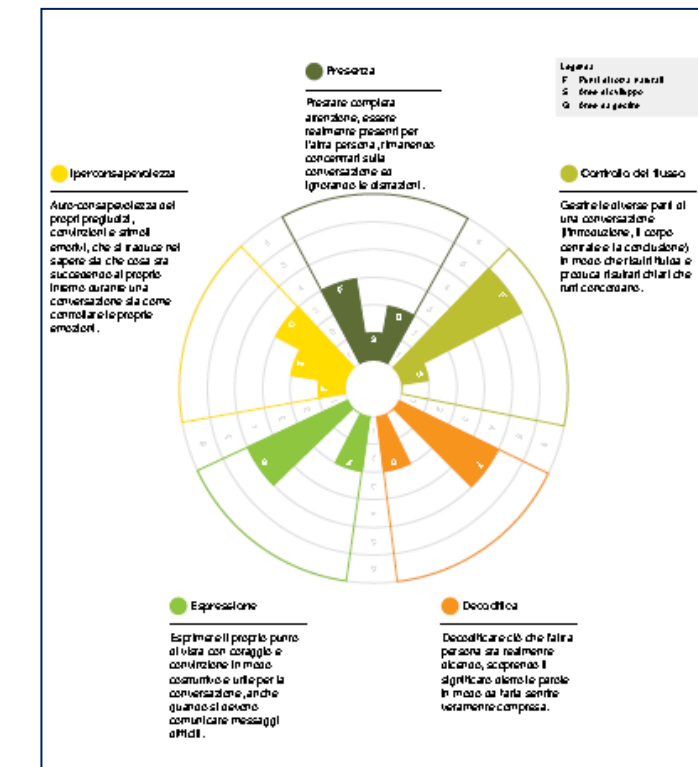 Presenza
Prestare completa
attenzione, essere
realmente presenti per
l'altra persona, rimanendo
concentrati sulla
conversazione ed
ignorando le distrazioni.
Legenda
F Punti di forza naturali
S Aree di sviluppo
G Aree da gestire
Iperconsapevolezza
Auto-consapevolezza dei
propri pregiudizi,
convinzioni e stimoli
emotivi, che si traduce nel
sapere sia che cosa sta
succedendo al proprio
interno durante una
conversazione sia come
controllare le proprie
emozioni.
Controllo del flusso
Gestire le diverse parti di
una conversazione
(l'introduzione, il corpo
centrale e la conclusione)
in modo che risulti fluida e
produca risultati chiari che
tutti concordano.
Espressione
Esprimere il proprio punto
di vista con coraggio e
convinzione in modo
costruttivo e utile per la
conversazione, anche
quando si devono
comunicare messaggi
difficili.
Decodifica
Decodificare ciò che l'altra
persona sta realmente
dicendo, scoprendo il
significato dietro le parole
in modo da farla sentire
veramente compresa.